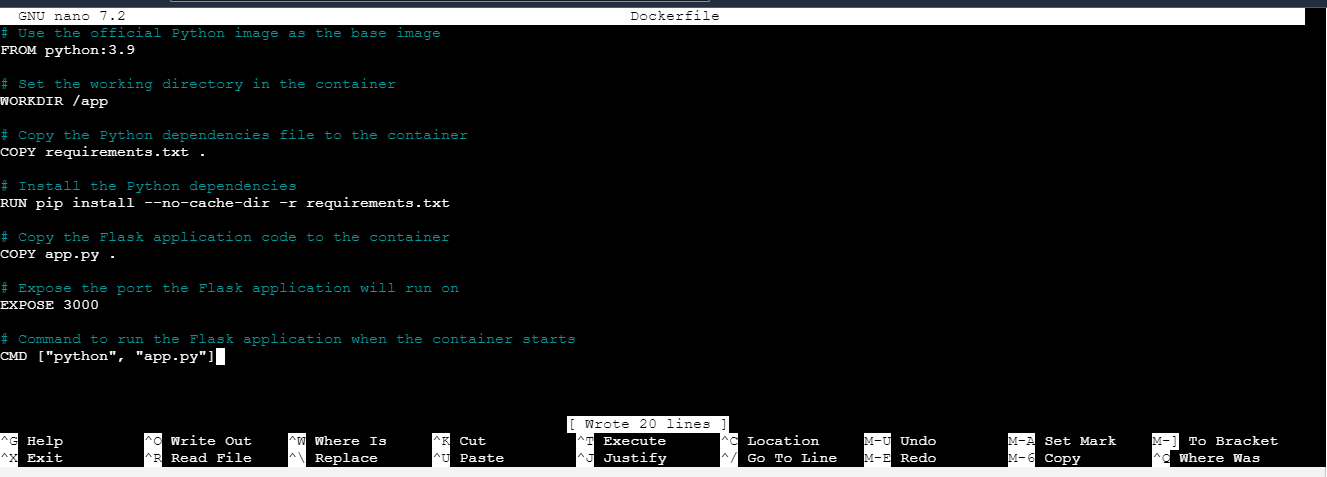 GNU nano 7.2 Dockerfile
# Use the official Python image as the base image
FROM python:3.9
# Set the working directory in the container
WORKDIR /app
# Copy the Python dependencies file to the container
COPY requirements.txt .
# Install the Python dependencies
RUN pip install --no-cache-dir -r requirements.txt
# Copy the Flask application code to the container
COPY app.py .
# Expose the port the Flask application will run on
EXPOSE 3000
# Command to run the Flask application when the container starts
CMD ["python", "app.py"]
[ Wrote 20 lines ]
^G Help ^O Write Out ^W Where Is ^K Cut ^T Execute ^C Location M-U Undo M-A Set Mark M-] To Bracket
^X Exit ^R Read File ^\ Replace ^U Paste ^J Justify ^/ Go To Line M-E Redo M-6 Copy ^Q Where Was